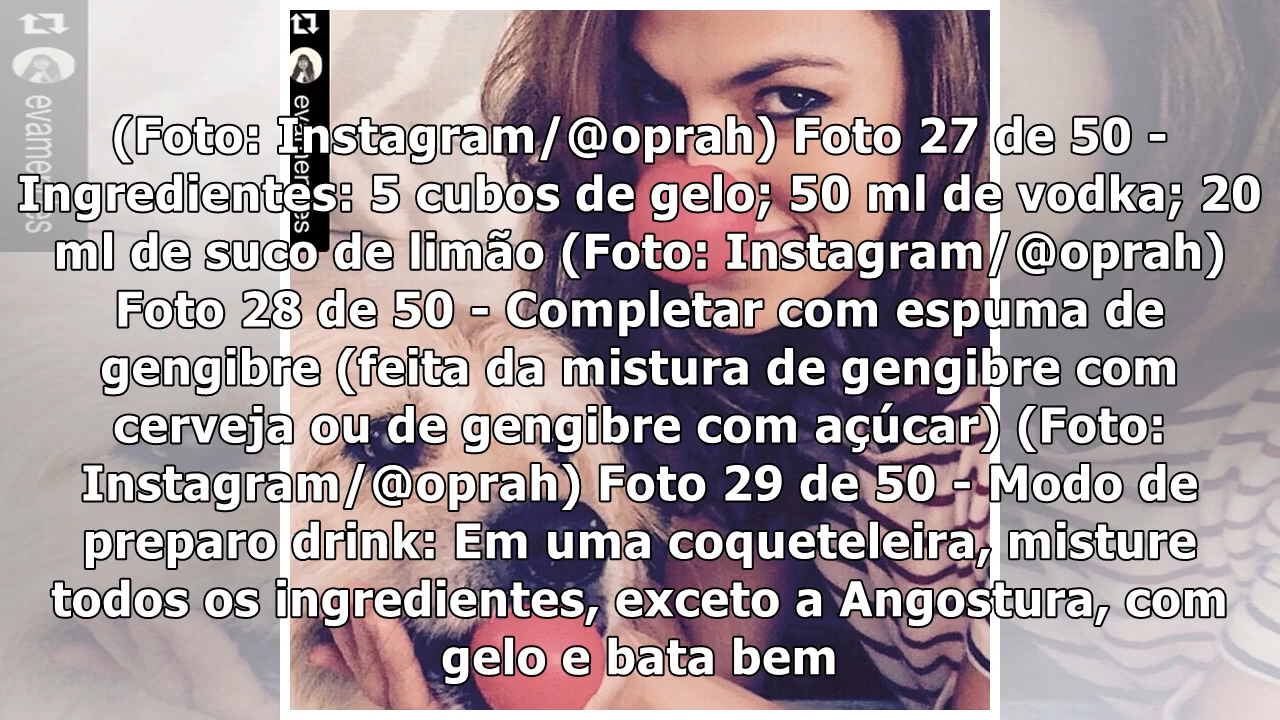 evamendes
evamendes
(Foto: Instagram/@oprah) Foto 27 de 50 -
Ingredientes: 5 cubos de gelo; 50 ml de vodka; 20
ml de suco de limão (Foto: Instagram/@oprah)
Foto 28 de 50 - Completar com espuma de
gengibre (feita da mistura de gengibre com
cerveja ou de gengibre com açúcar) (Foto:
Instagram/@oprah) Foto 29 de 50 - Modo de
preparo drink: Em uma coqueteleira, misture
todos os ingredientes, exceto a Angostura, com
gelo e bata bem